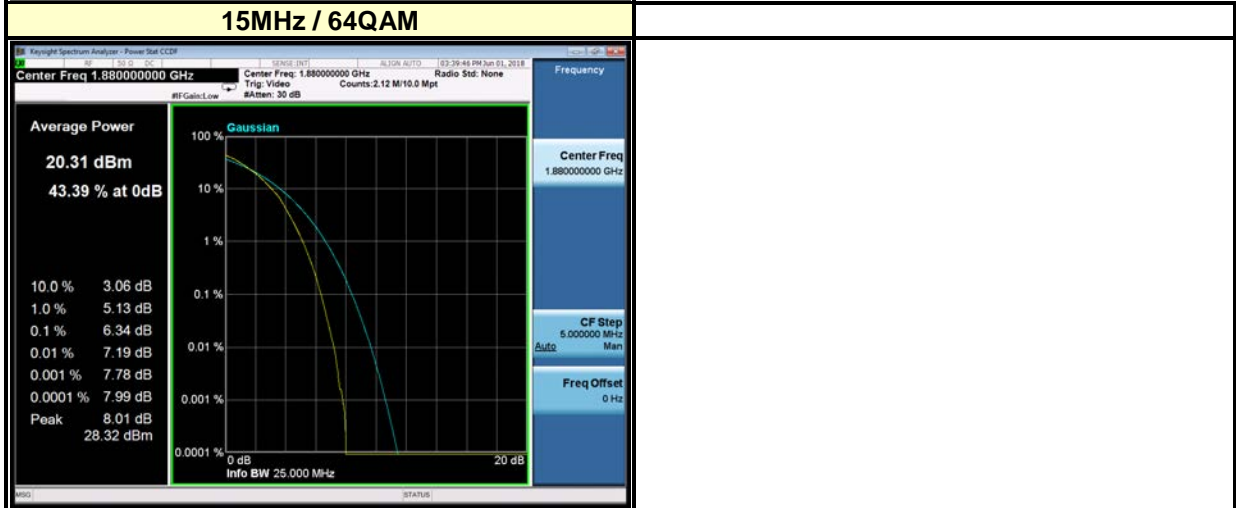 15MHz / 64QAM
Keysight Spectrum Analyzer - Power Stat CCDF
RF 50 Ω DC SENSE:INT ALIGN AUTO 03:39:46 PM Jun 01, 2018
Center Freq 1.880000000 GHz
Center Freq: 1.880000000 GHz Radio Std: None
Trig: Video Counts:2.12 M/10.0 Mpt
#IFGain:Low #Atten: 30 dB
Frequency
Average Power
20.31 dBm
43.39 % at 0dB
10.0 % 3.06 dB
1.0 % 5.13 dB
0.1 % 6.34 dB
0.01 % 7.19 dB
0.001 % 7.78 dB
0.0001 % 7.99 dB
Peak 8.01 dB
28.32 dBm
Gaussian
100 %
10 %
1 %
0.1 %
0.01 %
0.001 %
0.0001 %
0 dB 20 dB
Info BW 25.000 MHz
Center Freq
1.880000000 GHz
CF Step
5.000000 MHz
Auto Man
Freq Offset
0 Hz
MSG STATUS